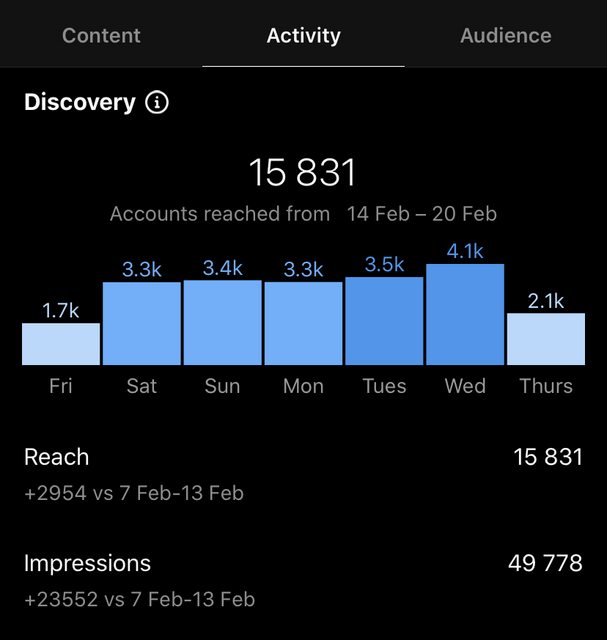 Content Activity Audience
Discovery
15 831
Accounts reached from 14 Feb – 20 Feb
1.7k 3.3k 3.4k 3.3k 3.5k 4.1k 2.1k
Fri Sat Sun Mon Tues Wed Thurs
Reach 15 831
+2954 vs 7 Feb-13 Feb
Impressions 49 778
+23552 vs 7 Feb-13 Feb